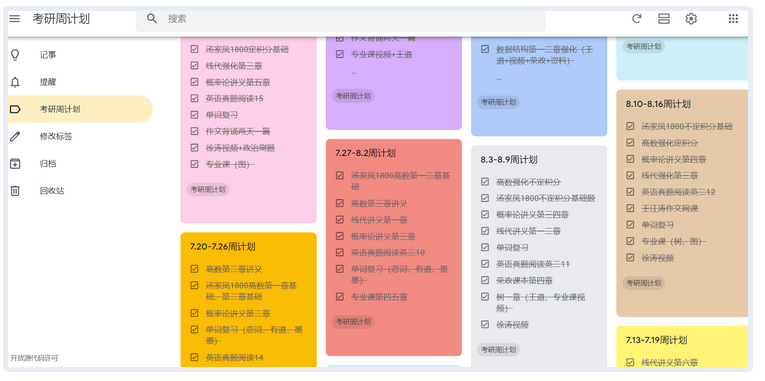 考研周计划
搜索
记事
提醒
考研周计划
修改标签
归档
回收站
开放源代码许可
汤家凤1800定积分基础
线代强化第三章
概率论讲义第五章
英语真题阅读15
单词复习
作文背诵两天一篇
徐涛视频+政治刷题
专业课（图）
考研周计划
7.20-7.26周计划
高数第二章讲义
汤家凤1800高数第一章基
础、第二章基础
概率论讲义第二章
单词复习（恋词、有道、墨
墨）
英语真题阅读14
作文背诵两天一篇
专业课视频+王道
...
考研周计划
7.27-8.2周计划
汤家凤1800高数第一二章基
础
高数第三章讲义
线代讲义第一章
概率论讲义第三章
英语真题阅读英二10
单词复习（恋词、有道、墨
墨）
专业课第四五章
考研周计划
数据结构第一二章强化（王
道+视频+荣政+资料）
...
考研周计划
8.3-8.9周计划
高数强化不定积分
汤家凤1800不定积分基础题
概率论讲义第三四章
线代讲义第一二章
单词复习
英语真题阅读英二11
荣政课本第四章
树一章（王道、专业课视
频）
徐涛视频
考研周计划
考研周计划
8.10-8.16周计划
汤家凤1800不定积分基础
高数强化定积分
概率论讲义第四章
线代强化第三章
英语真题阅读英二12
王江涛作文网课
单词复习
专业课（树、图）
徐涛视频
考研周计划
7.13-7.19周计划
线代讲义第六章